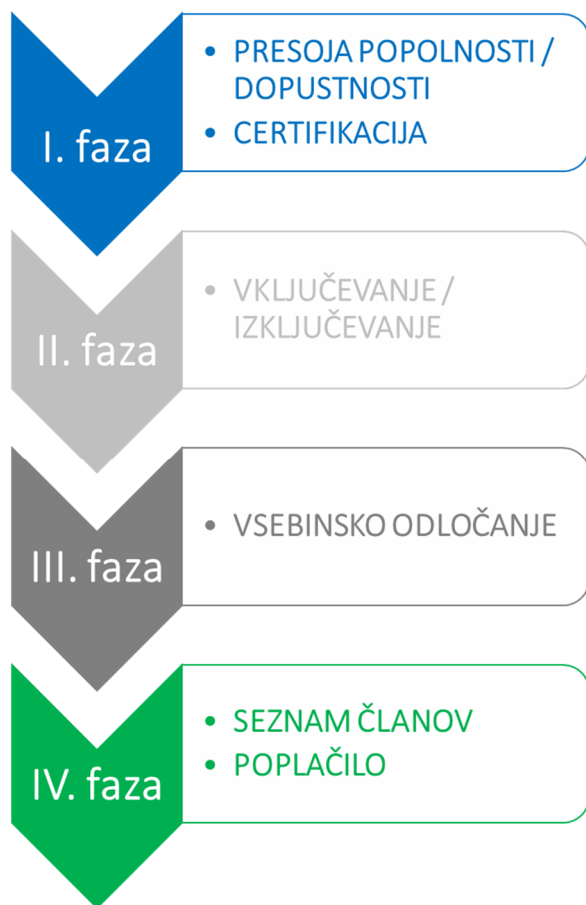 I. faza
• PRESOJA POPOLNOSTI /
DOPUSTNOSTI
• CERTIFIKACIJA
II. faza
• VKLJUČEVANJE /
IZKLJUČEVANJE
III. faza
• VSEBINSKO ODLOČANJE
IV. faza
• SEZNAM ČLANOV
• POPLAČILO